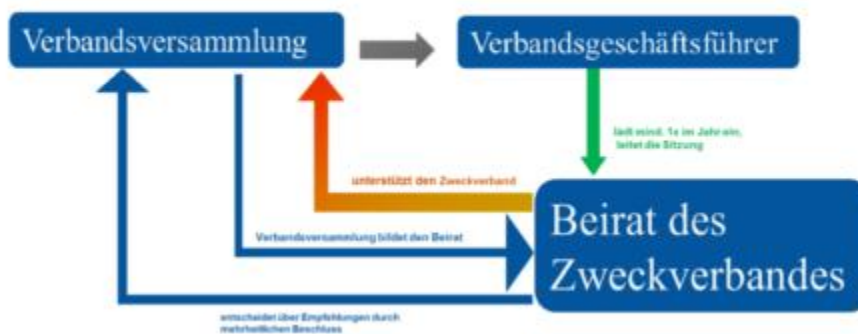 Verbandsversammlung
Verbandsgeschäftsführer
lädt mind. 1x im Jahr ein,
leitet die Sitzung
unterstützt den Zweckverband
Beirat des
Zweckverbandes
Verbandsversammlung bildet den Beirat
entscheidet über Empfehlungen durch
mehrheitlichen Beschluss